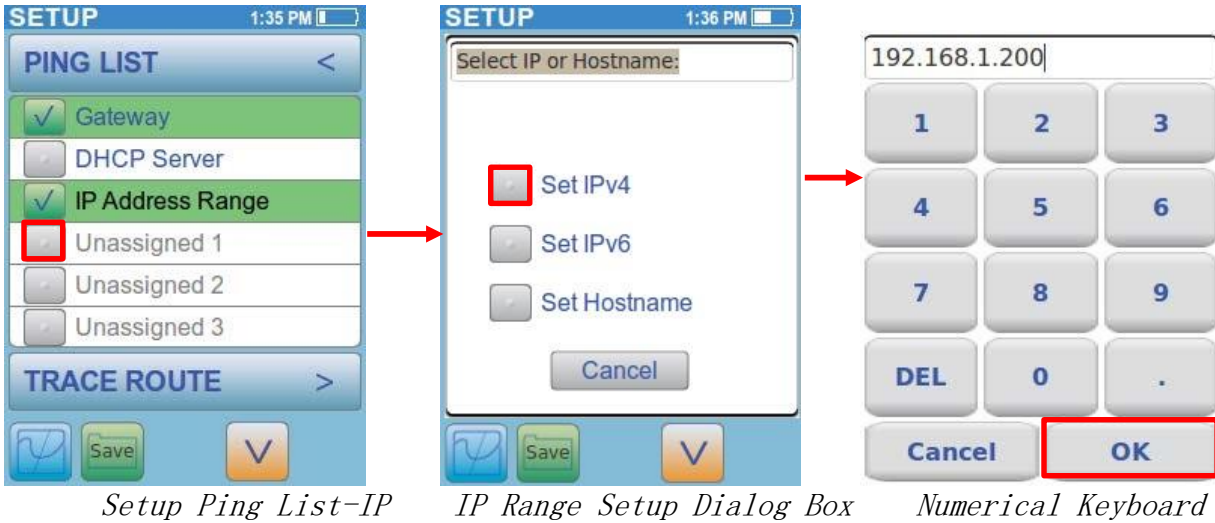 SETUP 1:35 PM
PING LIST <
Gateway
DHCP Server
IP Address Range
Unassigned 1
Unassigned 2
Unassigned 3
TRACE ROUTE >
Save
V
SETUP 1:36 PM
Select IP or Hostname:
Set IPv4
Set IPv6
Set Hostname
Cancel
Save
V
192.168.1.200
1 2 3
4 5 6
7 8 9
DEL 0 .
Cancel OK
Setup Ping List-IP IP Range Setup Dialog Box Numerical Keyboard